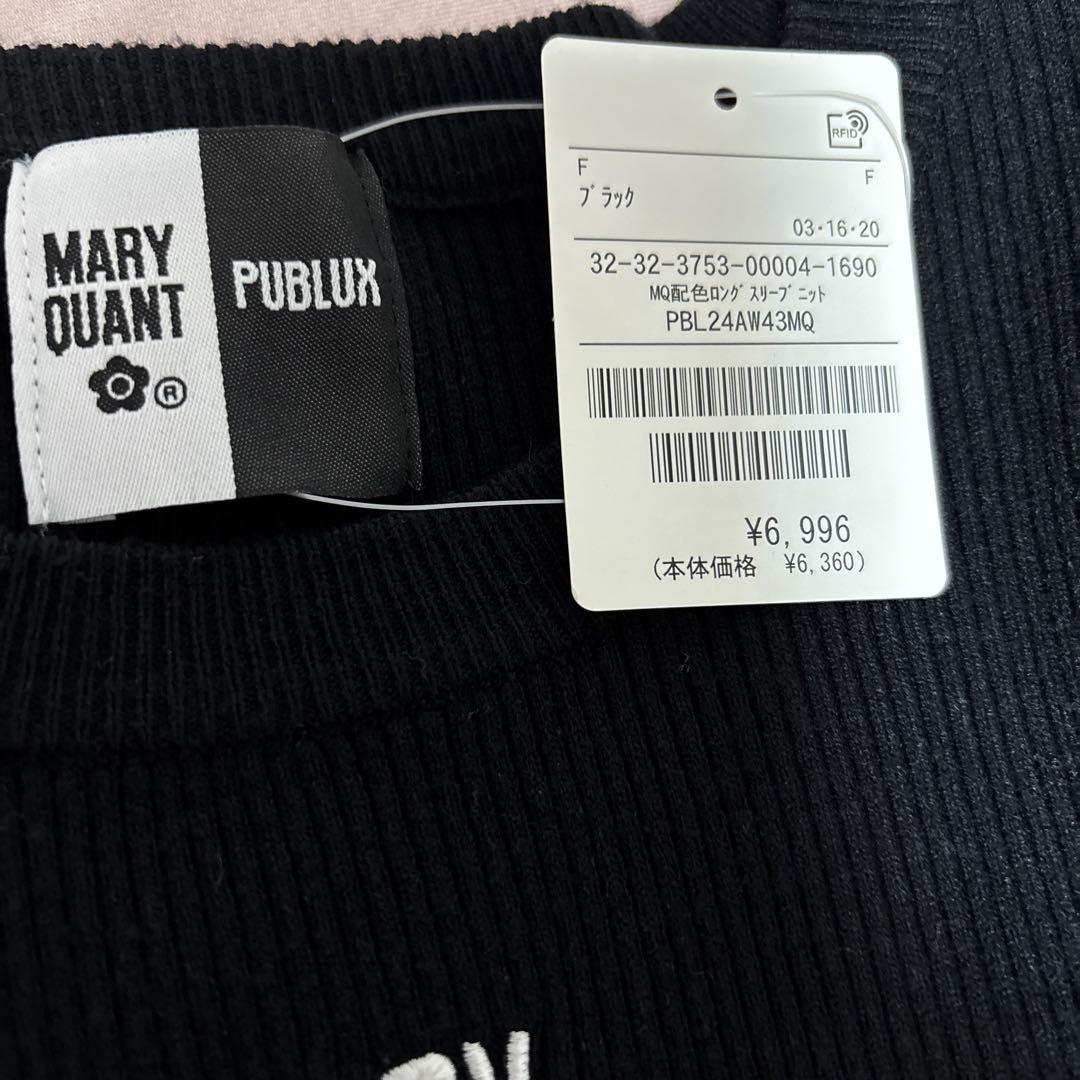 MARY
QUANT
®
PUBLUX
RFID
F
F
ブラック
03・16・20
32-32-3753-00004-1690
MQ配色ロングスリーブニット
PBL24AW43MQ
¥6,996
(本体価格 ¥6,360)